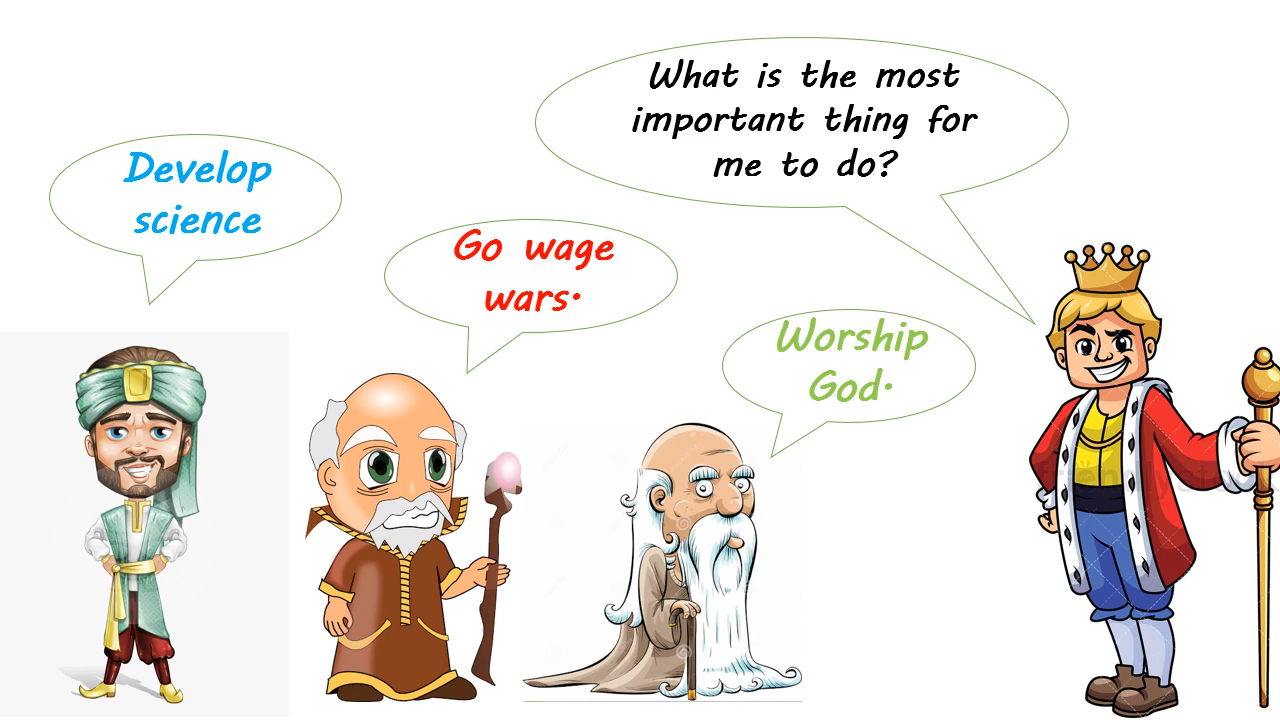 What is the most
important thing for
me to do?
Develop
science
Go wage
wars.
Worship
God.